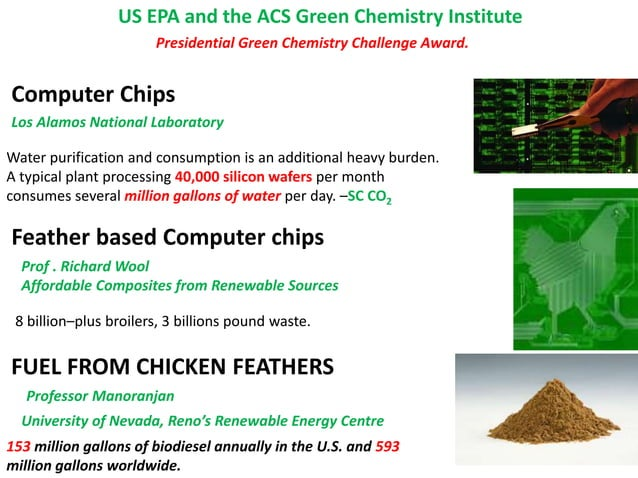 US EPA and the ACS Green Chemistry Institute
Presidential Green Chemistry Challenge Award.
Computer Chips
Los Alamos National Laboratory
Water purification and consumption is an additional heavy burden.
A typical plant processing 40,000 silicon wafers per month
consumes several million gallons of water per day. –SC CO2
Feather based Computer chips
Prof . Richard Wool
Affordable Composites from Renewable Sources
8 billion–plus broilers, 3 billions pound waste.
FUEL FROM CHICKEN FEATHERS
Professor Manoranjan
University of Nevada, Reno’s Renewable Energy Centre
153 million gallons of biodiesel annually in the U.S. and 593
million gallons worldwide.